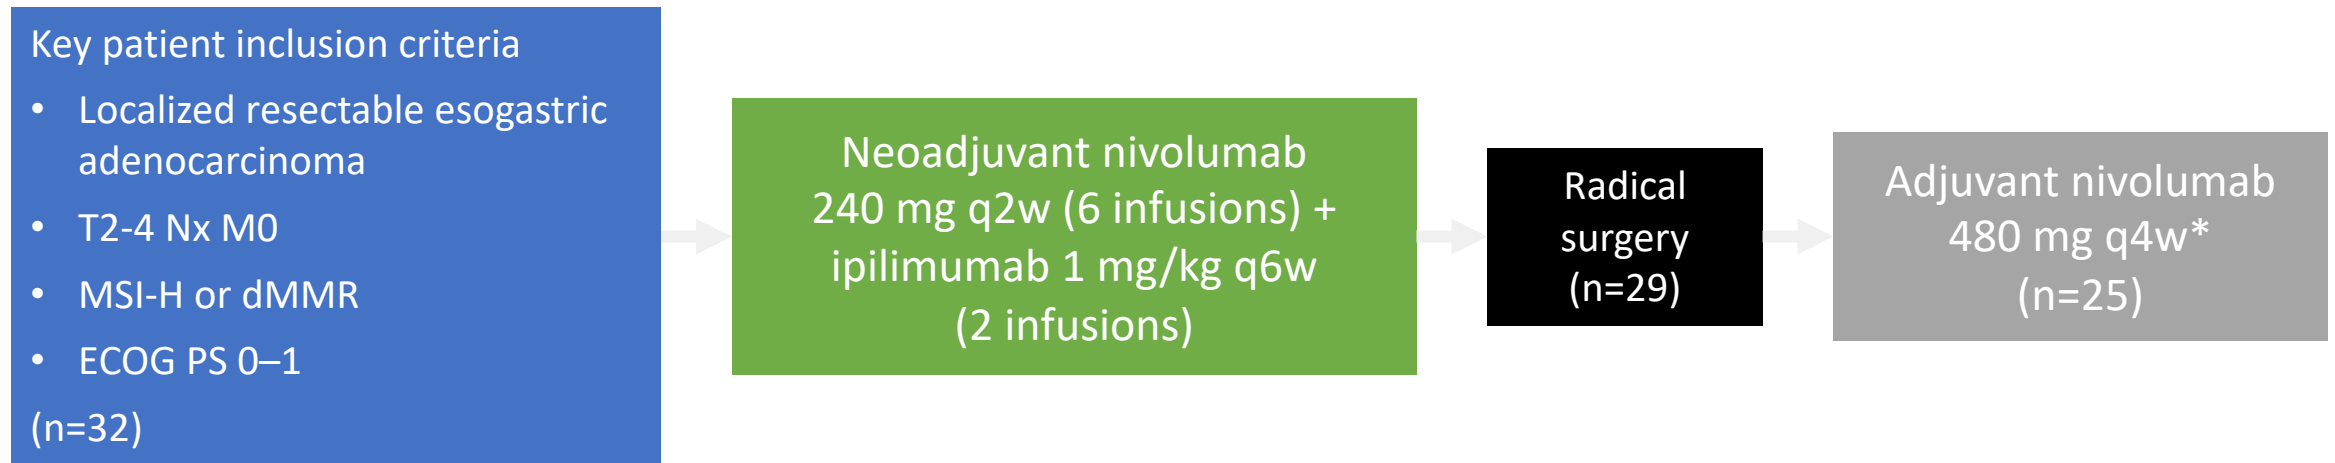 Key patient inclusion criteria
• Localized resectable esogastric
adenocarcinoma
• T2-4 Nx M0
• MSI-H or dMMR
• ECOG PS 0–1
(n=32)
Neoadjuvant nivolumab
240 mg q2w (6 infusions) +
ipilimumab 1 mg/kg q6w
(2 infusions)
Radical
surgery
(n=29)
Adjuvant nivolumab
480 mg q4w*
(n=25)